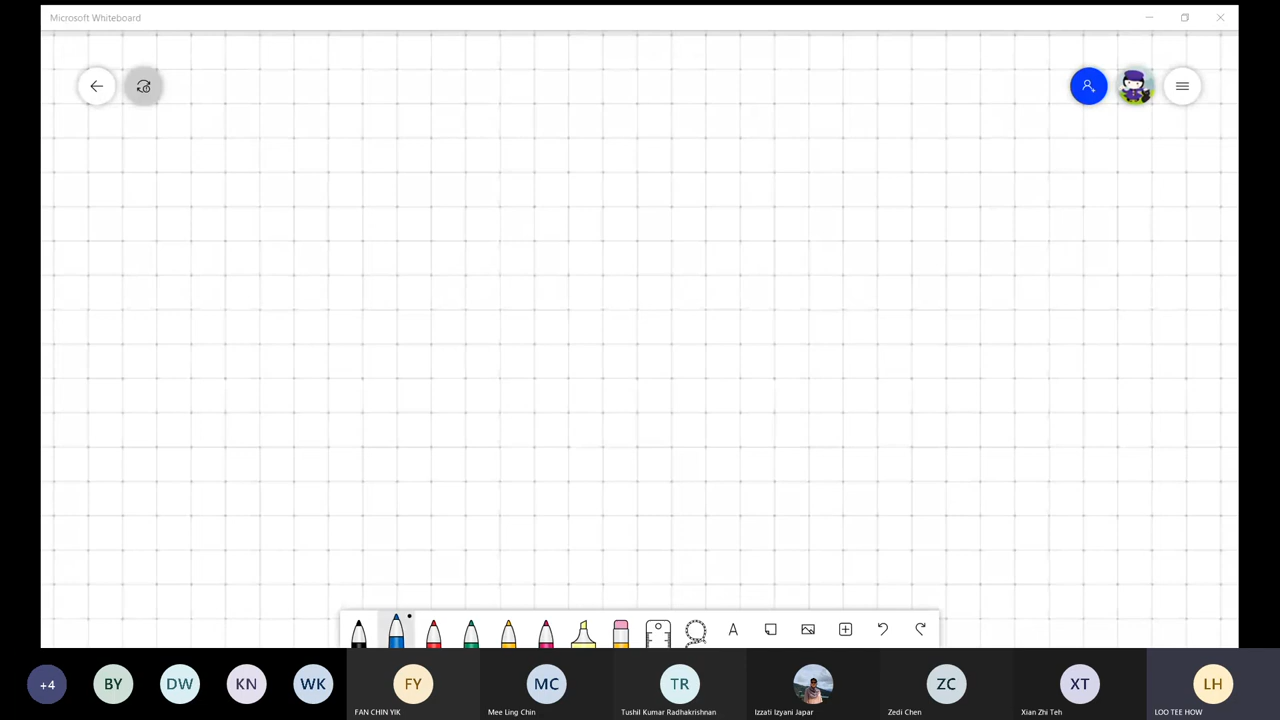 Microsoft Whiteboard
A
+4
BY
DW
KN
WK
FY
MC
TR
ZC
XT
LH
FAN CHIN YIK
Mee Ling Chin
Tushil Kumar Radhakrishnan
Izzati Izyani Japar
Zedi Chen
Xian Zhi Teh
LOO TEE HOW